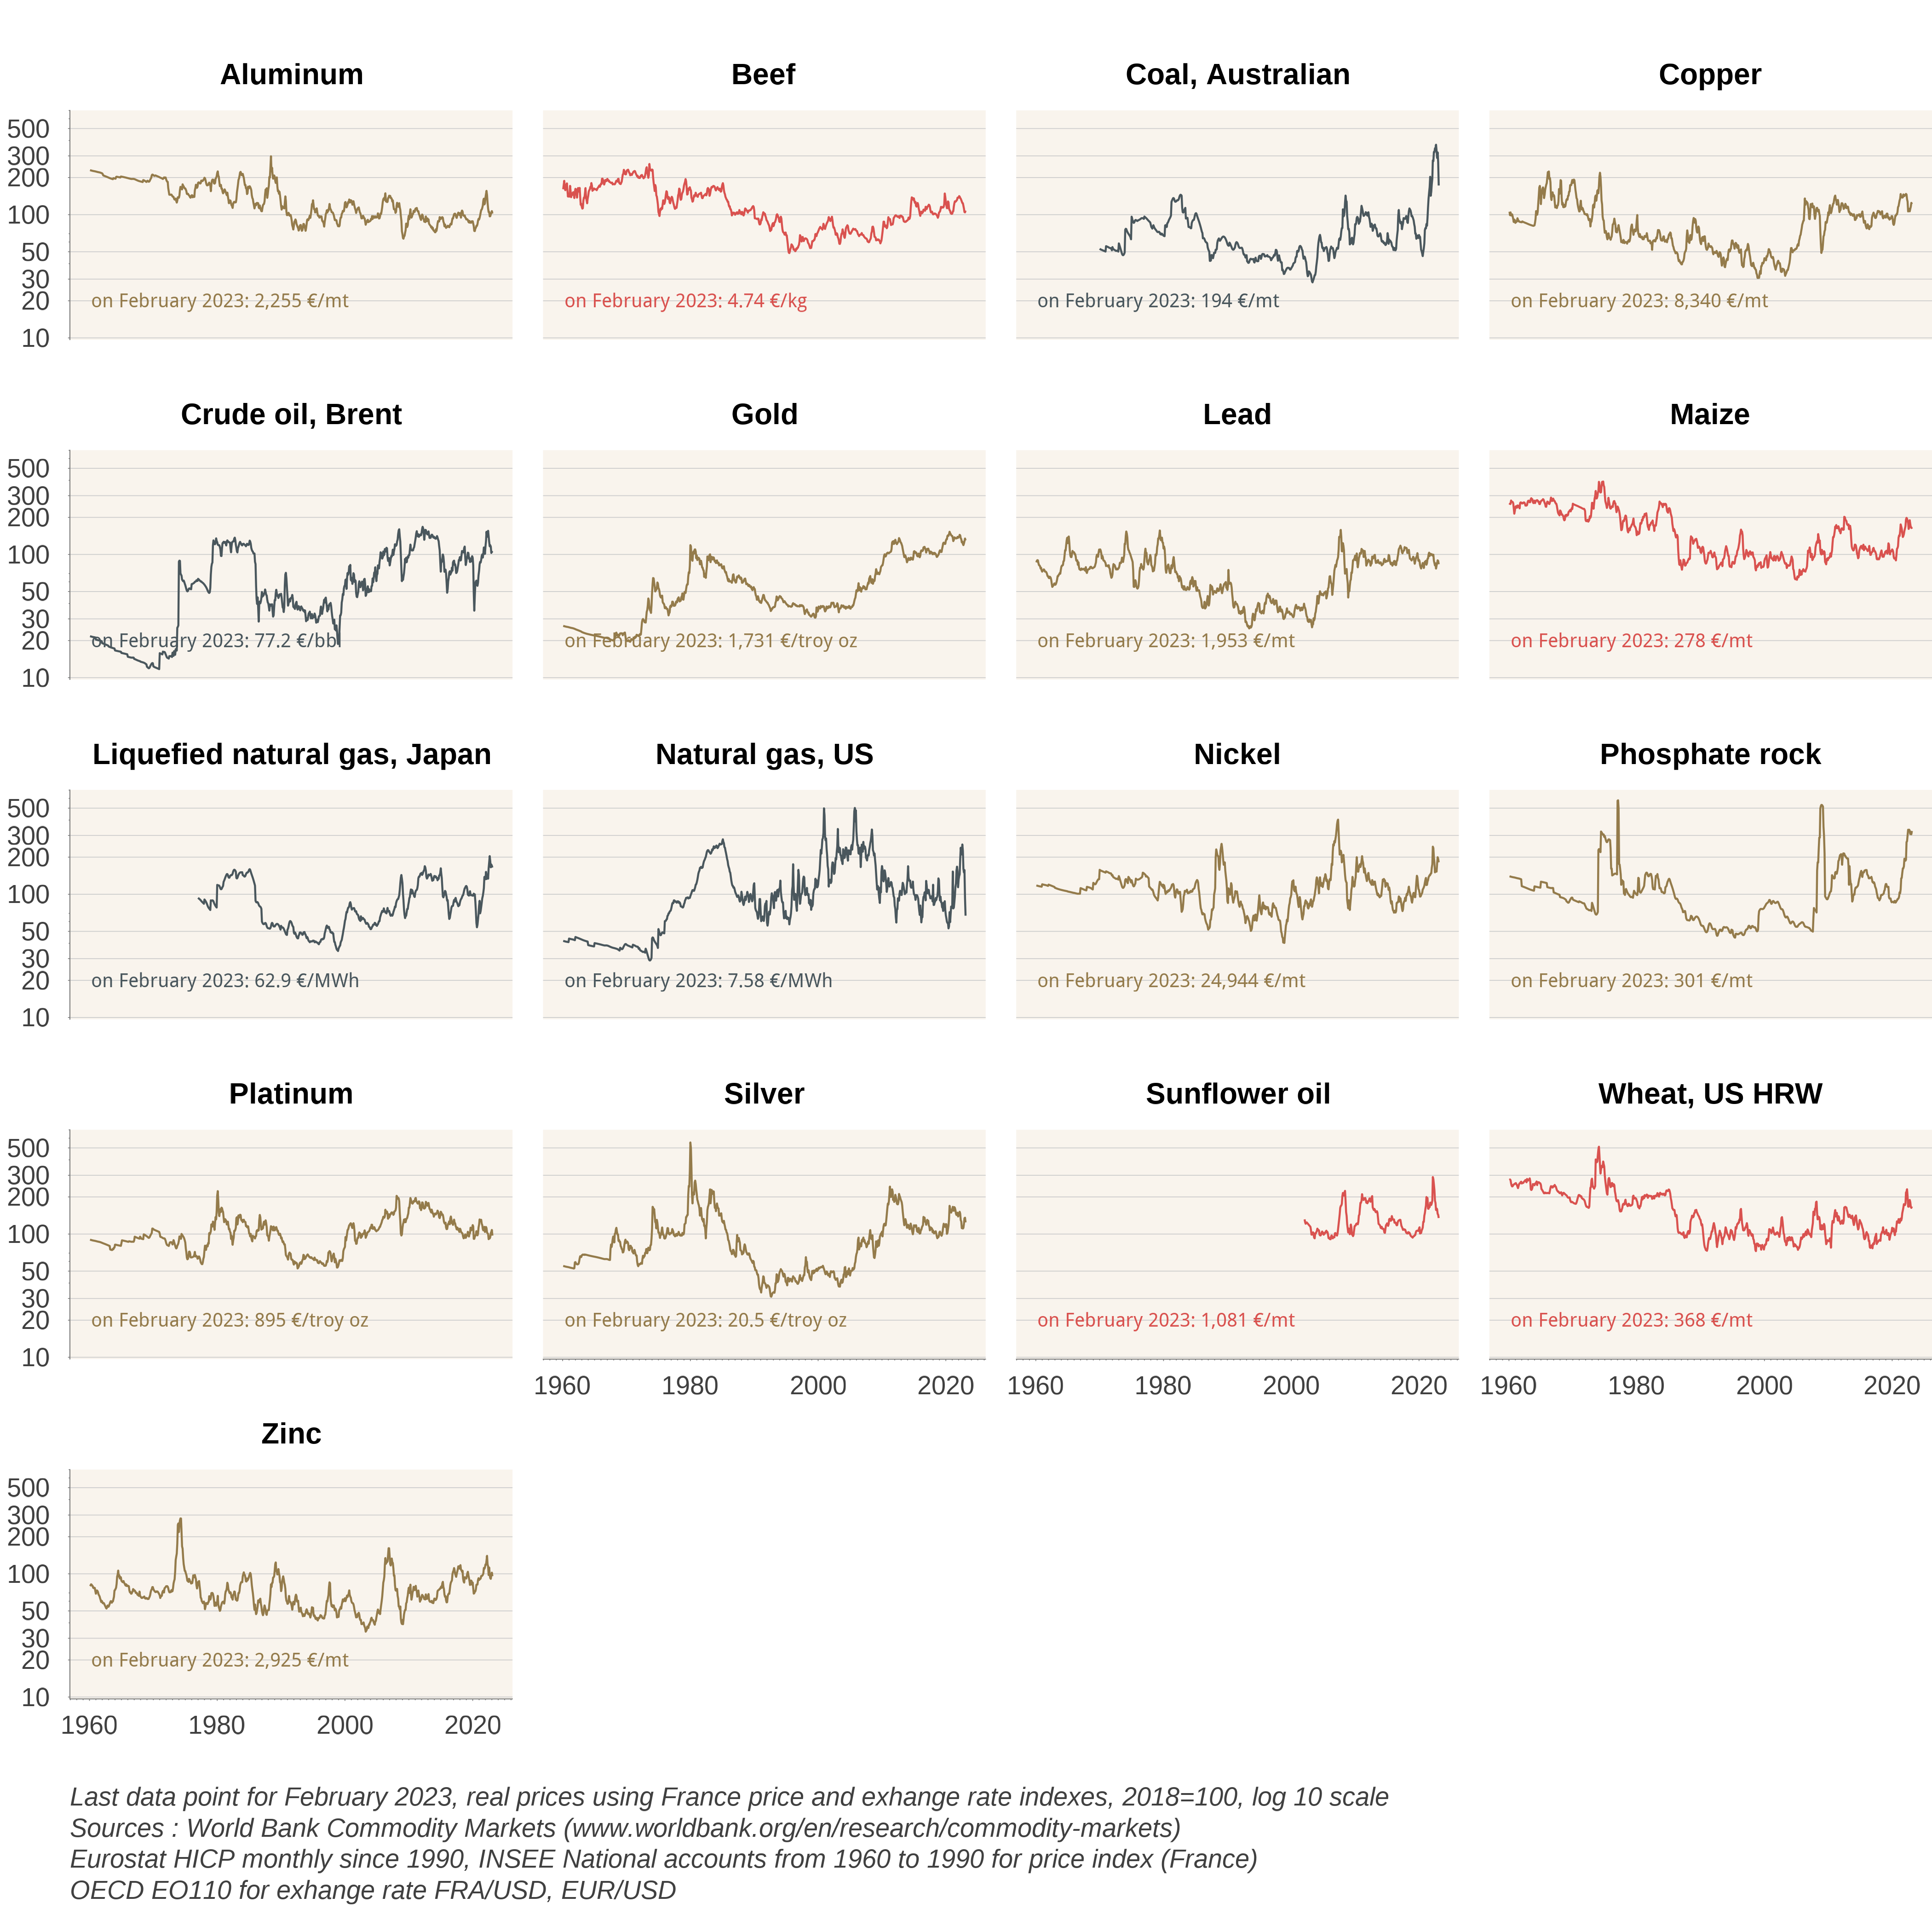 Aluminum
Beef
Coal, Australian
Copper
500
300
200
100
50
30
20
10
on February 2023: 2,255 €/mt
on February 2023: 4.74 €/kg
on February 2023: 194 €/mt
on February 2023: 8,340 €/mt
Crude oil, Brent
Gold
Lead
Maize
500
300
200
100
50
30
20
10
on February 2023: 77.2 €/bbl
on February 2023: 1,731 €/troy oz
on February 2023: 1,953 €/mt
on February 2023: 278 €/mt
Liquefied natural gas, Japan
Natural gas, US
Nickel
Phosphate rock
500
300
200
100
50
30
20
10
on February 2023: 62.9 €/MWh
on February 2023: 7.58 €/MWh
on February 2023: 24,944 €/mt
on February 2023: 301 €/mt
Platinum
Silver
Sunflower oil
Wheat, US HRW
500
300
200
100
50
30
20
10
on February 2023: 895 €/troy oz
on February 2023: 20.5 €/troy oz
on February 2023: 1,081 €/mt
on February 2023: 368 €/mt
1960 1980 2000 2020
1960 1980 2000 2020
1960 1980 2000 2020
Zinc
500
300
200
100
50
30
20
10
on February 2023: 2,925 €/mt
1960 1980 2000 2020
Last data point for February 2023, real prices using France price and exhange rate indexes, 2018=100, log 10 scale
Sources : World Bank Commodity Markets (www.worldbank.org/en/research/commodity-markets)
Eurostat HICP monthly since 1990, INSEE National accounts from 1960 to 1990 for price index (France)
OECD EO110 for exhange rate FRA/USD, EUR/USD